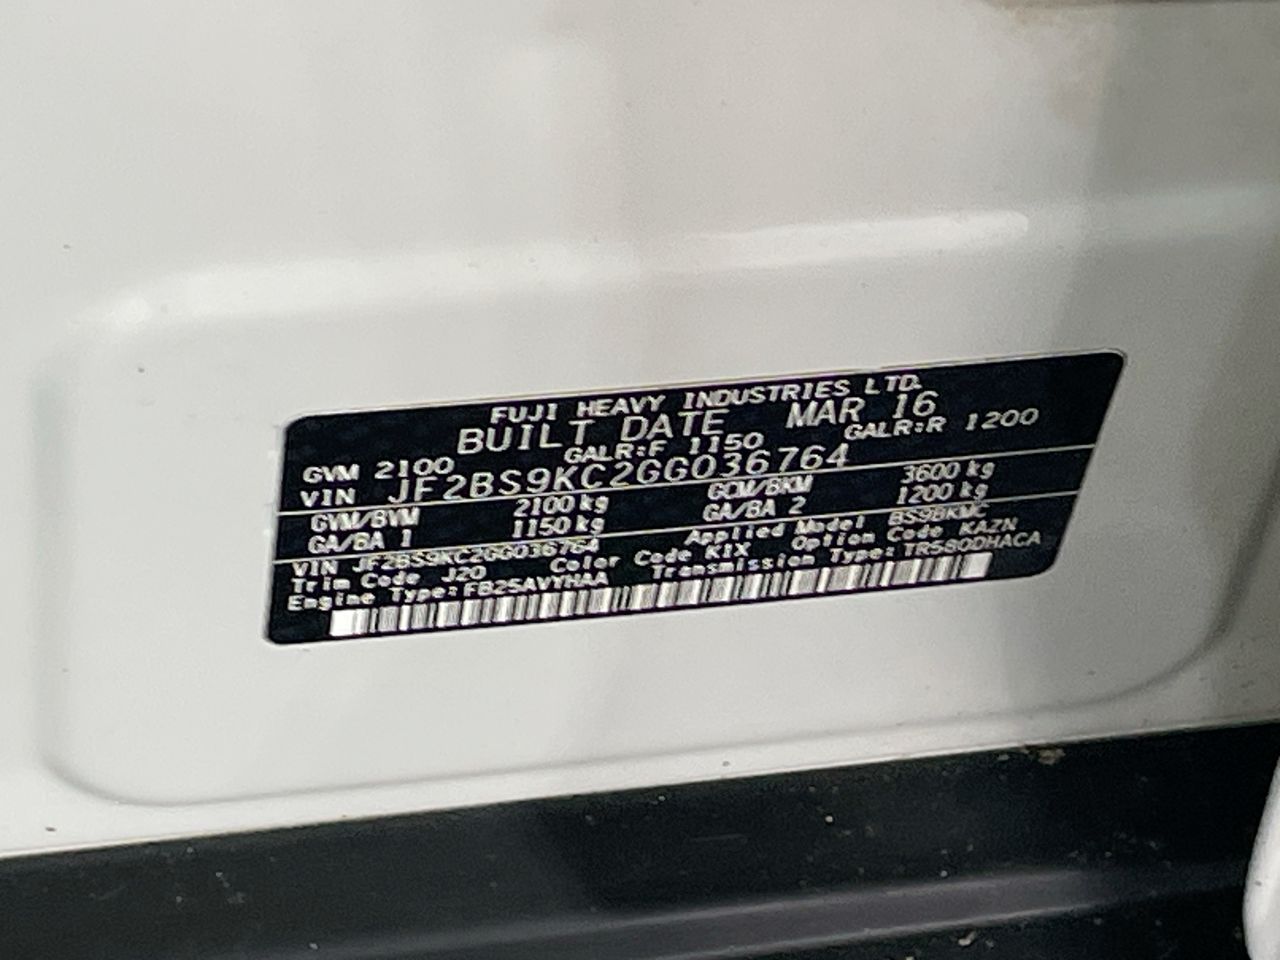 FUJI HEAVY INDUSTRIES LTD.
BUILT DATE MAR 16
GVM 2100 GALR:F 1150 GALR:R 1200
VIN JF2BS9KC2GG036764
GVM/BVM 2100 kg GCM/BKM 3600 kg
GA/BA 1 1150 kg GA/BA 2 1200 kg
VIN JF2BS9KC2GG036764 Applied Model BS9BKMC
Trim Code J20 Color Code K1X Option Code KAZN
Engine Type:FB25AVYHAA Transmission Type:TR580DHACA